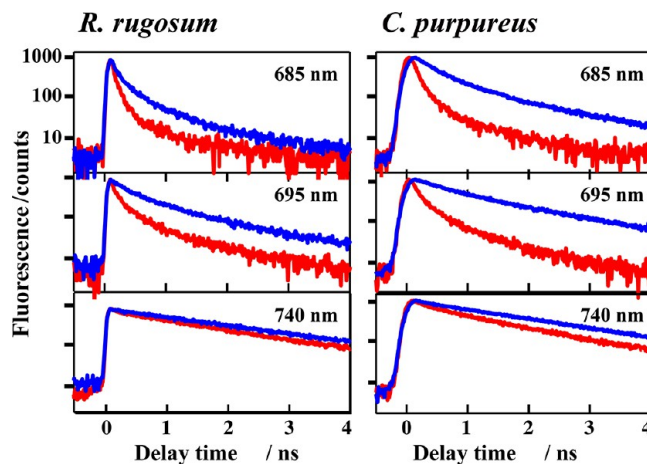 R. rugosum
C. purpureus
Fluorescence/counts
1000
100
10
685 nm
685 nm
695 nm
695 nm
740 nm
740 nm
0 1 2 3 4
0 1 2 3 4
Delay time / ns
Delay time / ns